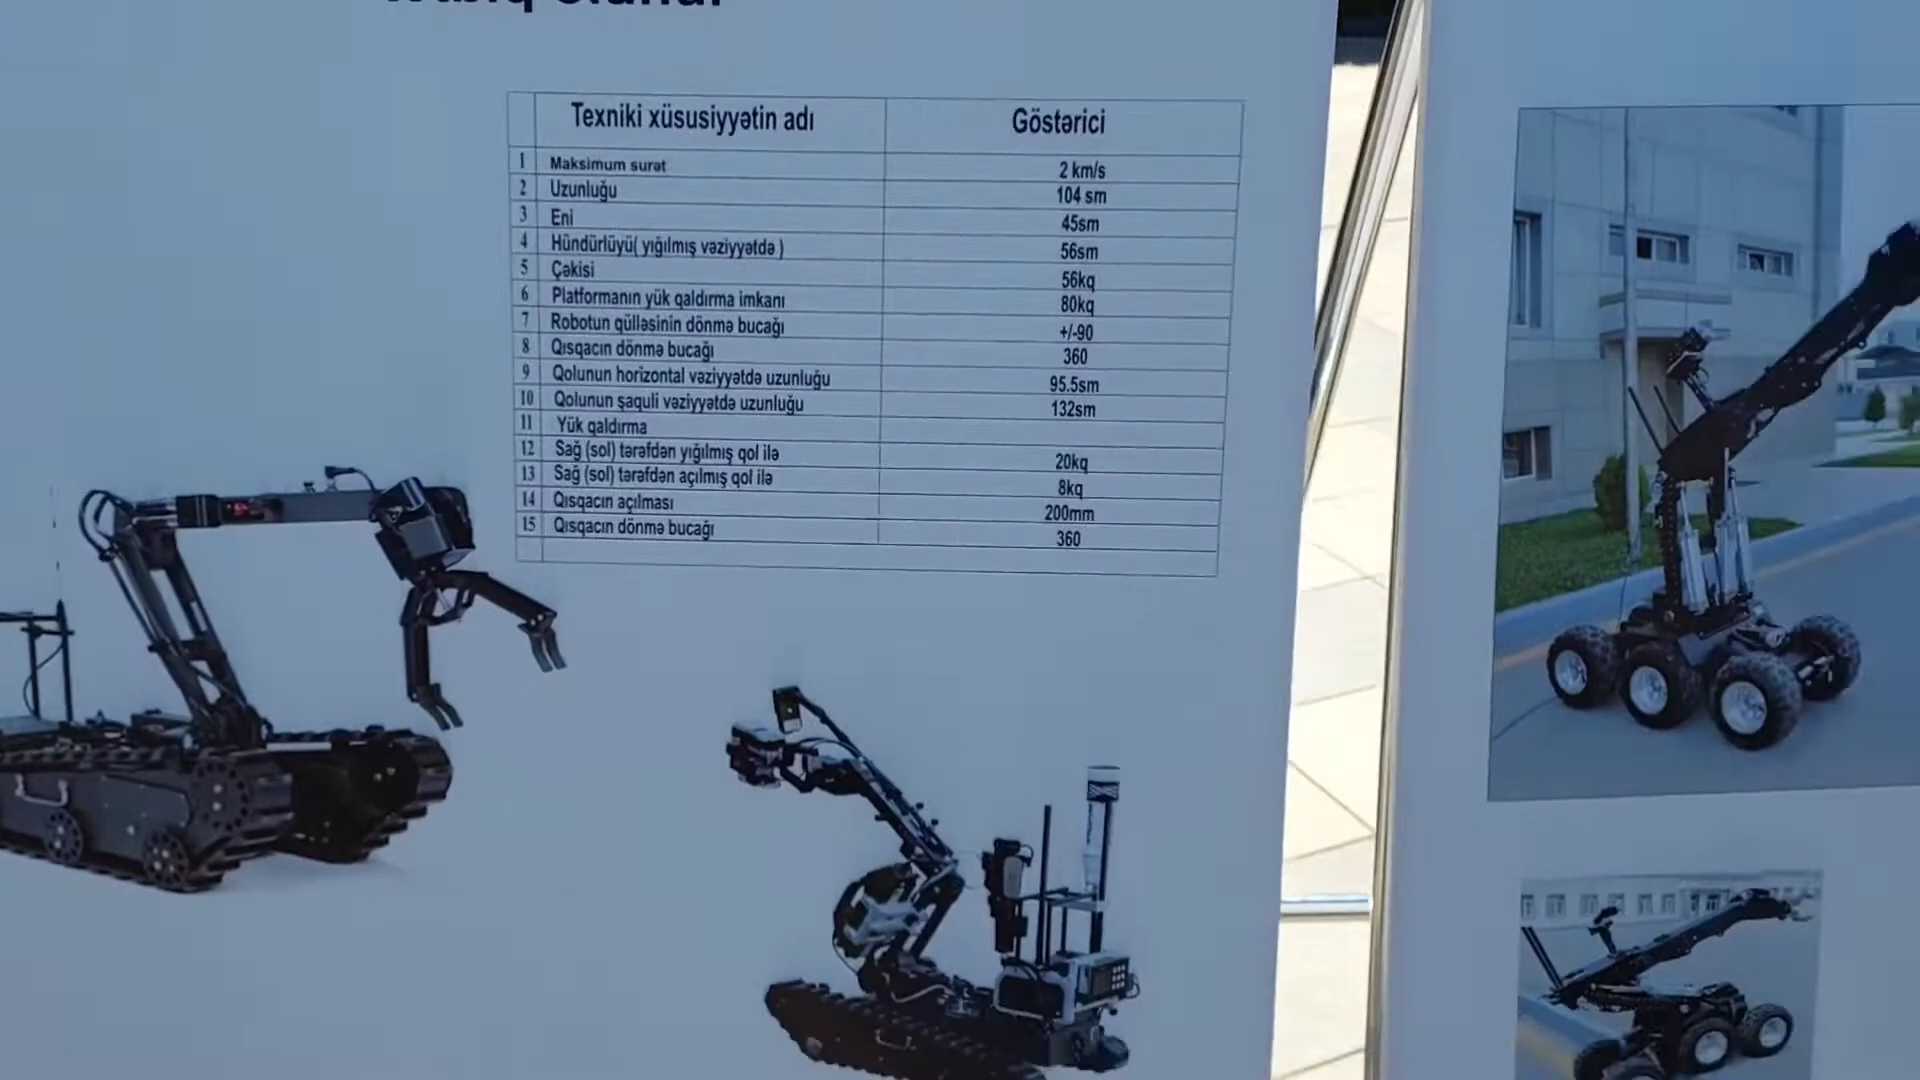 Texniki xüsusiyyətin adı Göstərici
1 Maksimum surət 2 km/s
2 Uzunluğu 104 sm
3 Eni 45sm
4 Hündürlüyü( yığılmış vəziyyətdə ) 56sm
5 Çəkisi 56kq
6 Platformanın yük qaldırma imkanı 80kq
7 Robotun qülləsinin dönmə bucağı +/-90
8 Qısqacın dönmə bucağı 360
9 Qolunun horizontal vəziyyətdə uzunluğu 95.5sm
10 Qolunun şaquli vəziyyətdə uzunluğu 132sm
11 Yük qaldırma
12 Sağ (sol) tərəfdən yığılmış qol ilə 20kq
13 Sağ (sol) tərəfdən açılmış qol ilə 8kq
14 Qısqacın açılması 200mm
15 Qısqacın dönmə bucağı 360